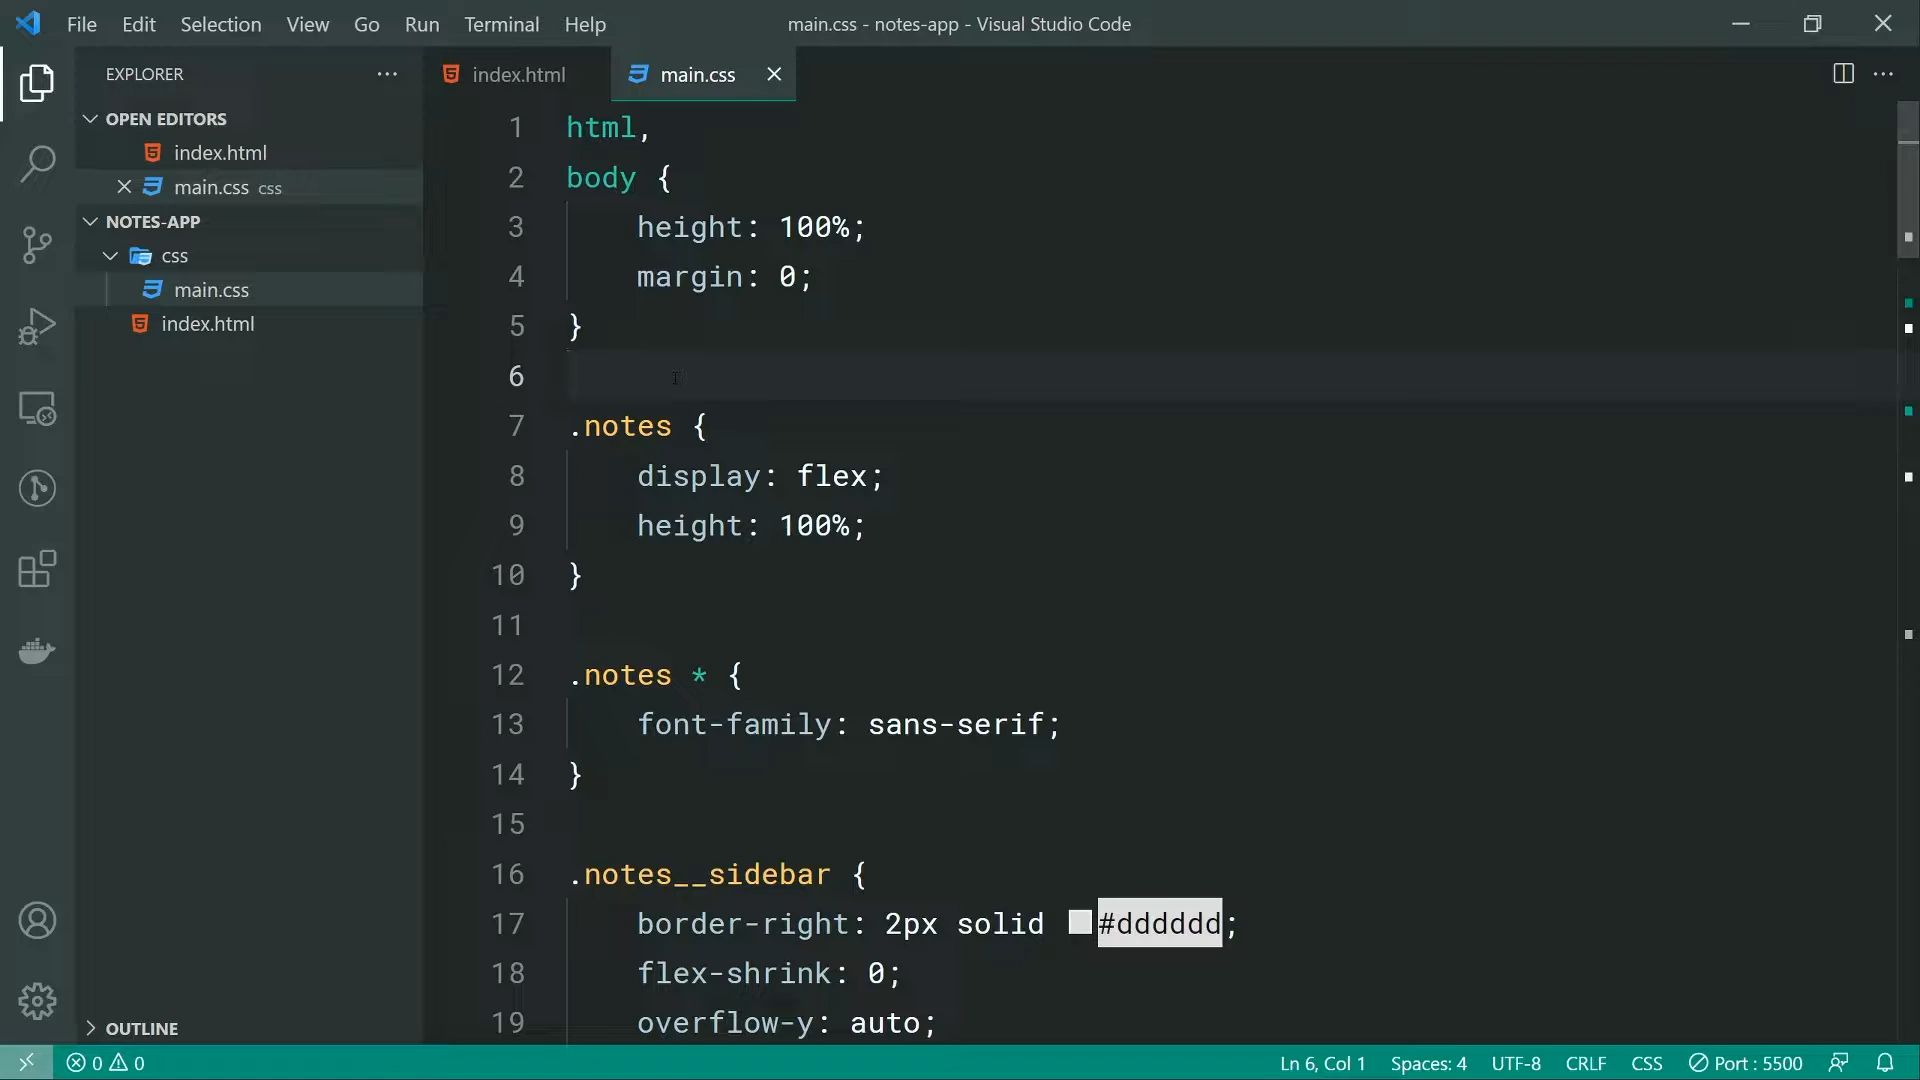 File Edit Selection View Go Run Terminal Help main.css - notes-app - Visual Studio Code
EXPLORER
OPEN EDITORS
index.html
main.css css
NOTES-APP
css
main.css
index.html
OUTLINE
index.html main.css
1 html,
2 body {
3 height: 100%;
4 margin: 0;
5 }
6
7 .notes {
8 display: flex;
9 height: 100%;
10 }
11
12 .notes * {
13 font-family: sans-serif;
14 }
15
16 .notes__sidebar {
17 border-right: 2px solid #dddddd;
18 flex-shrink: 0;
19 overflow-y: auto;
0 0 Ln 6, Col 1 Spaces: 4 UTF-8 CRLF CSS Port : 5500